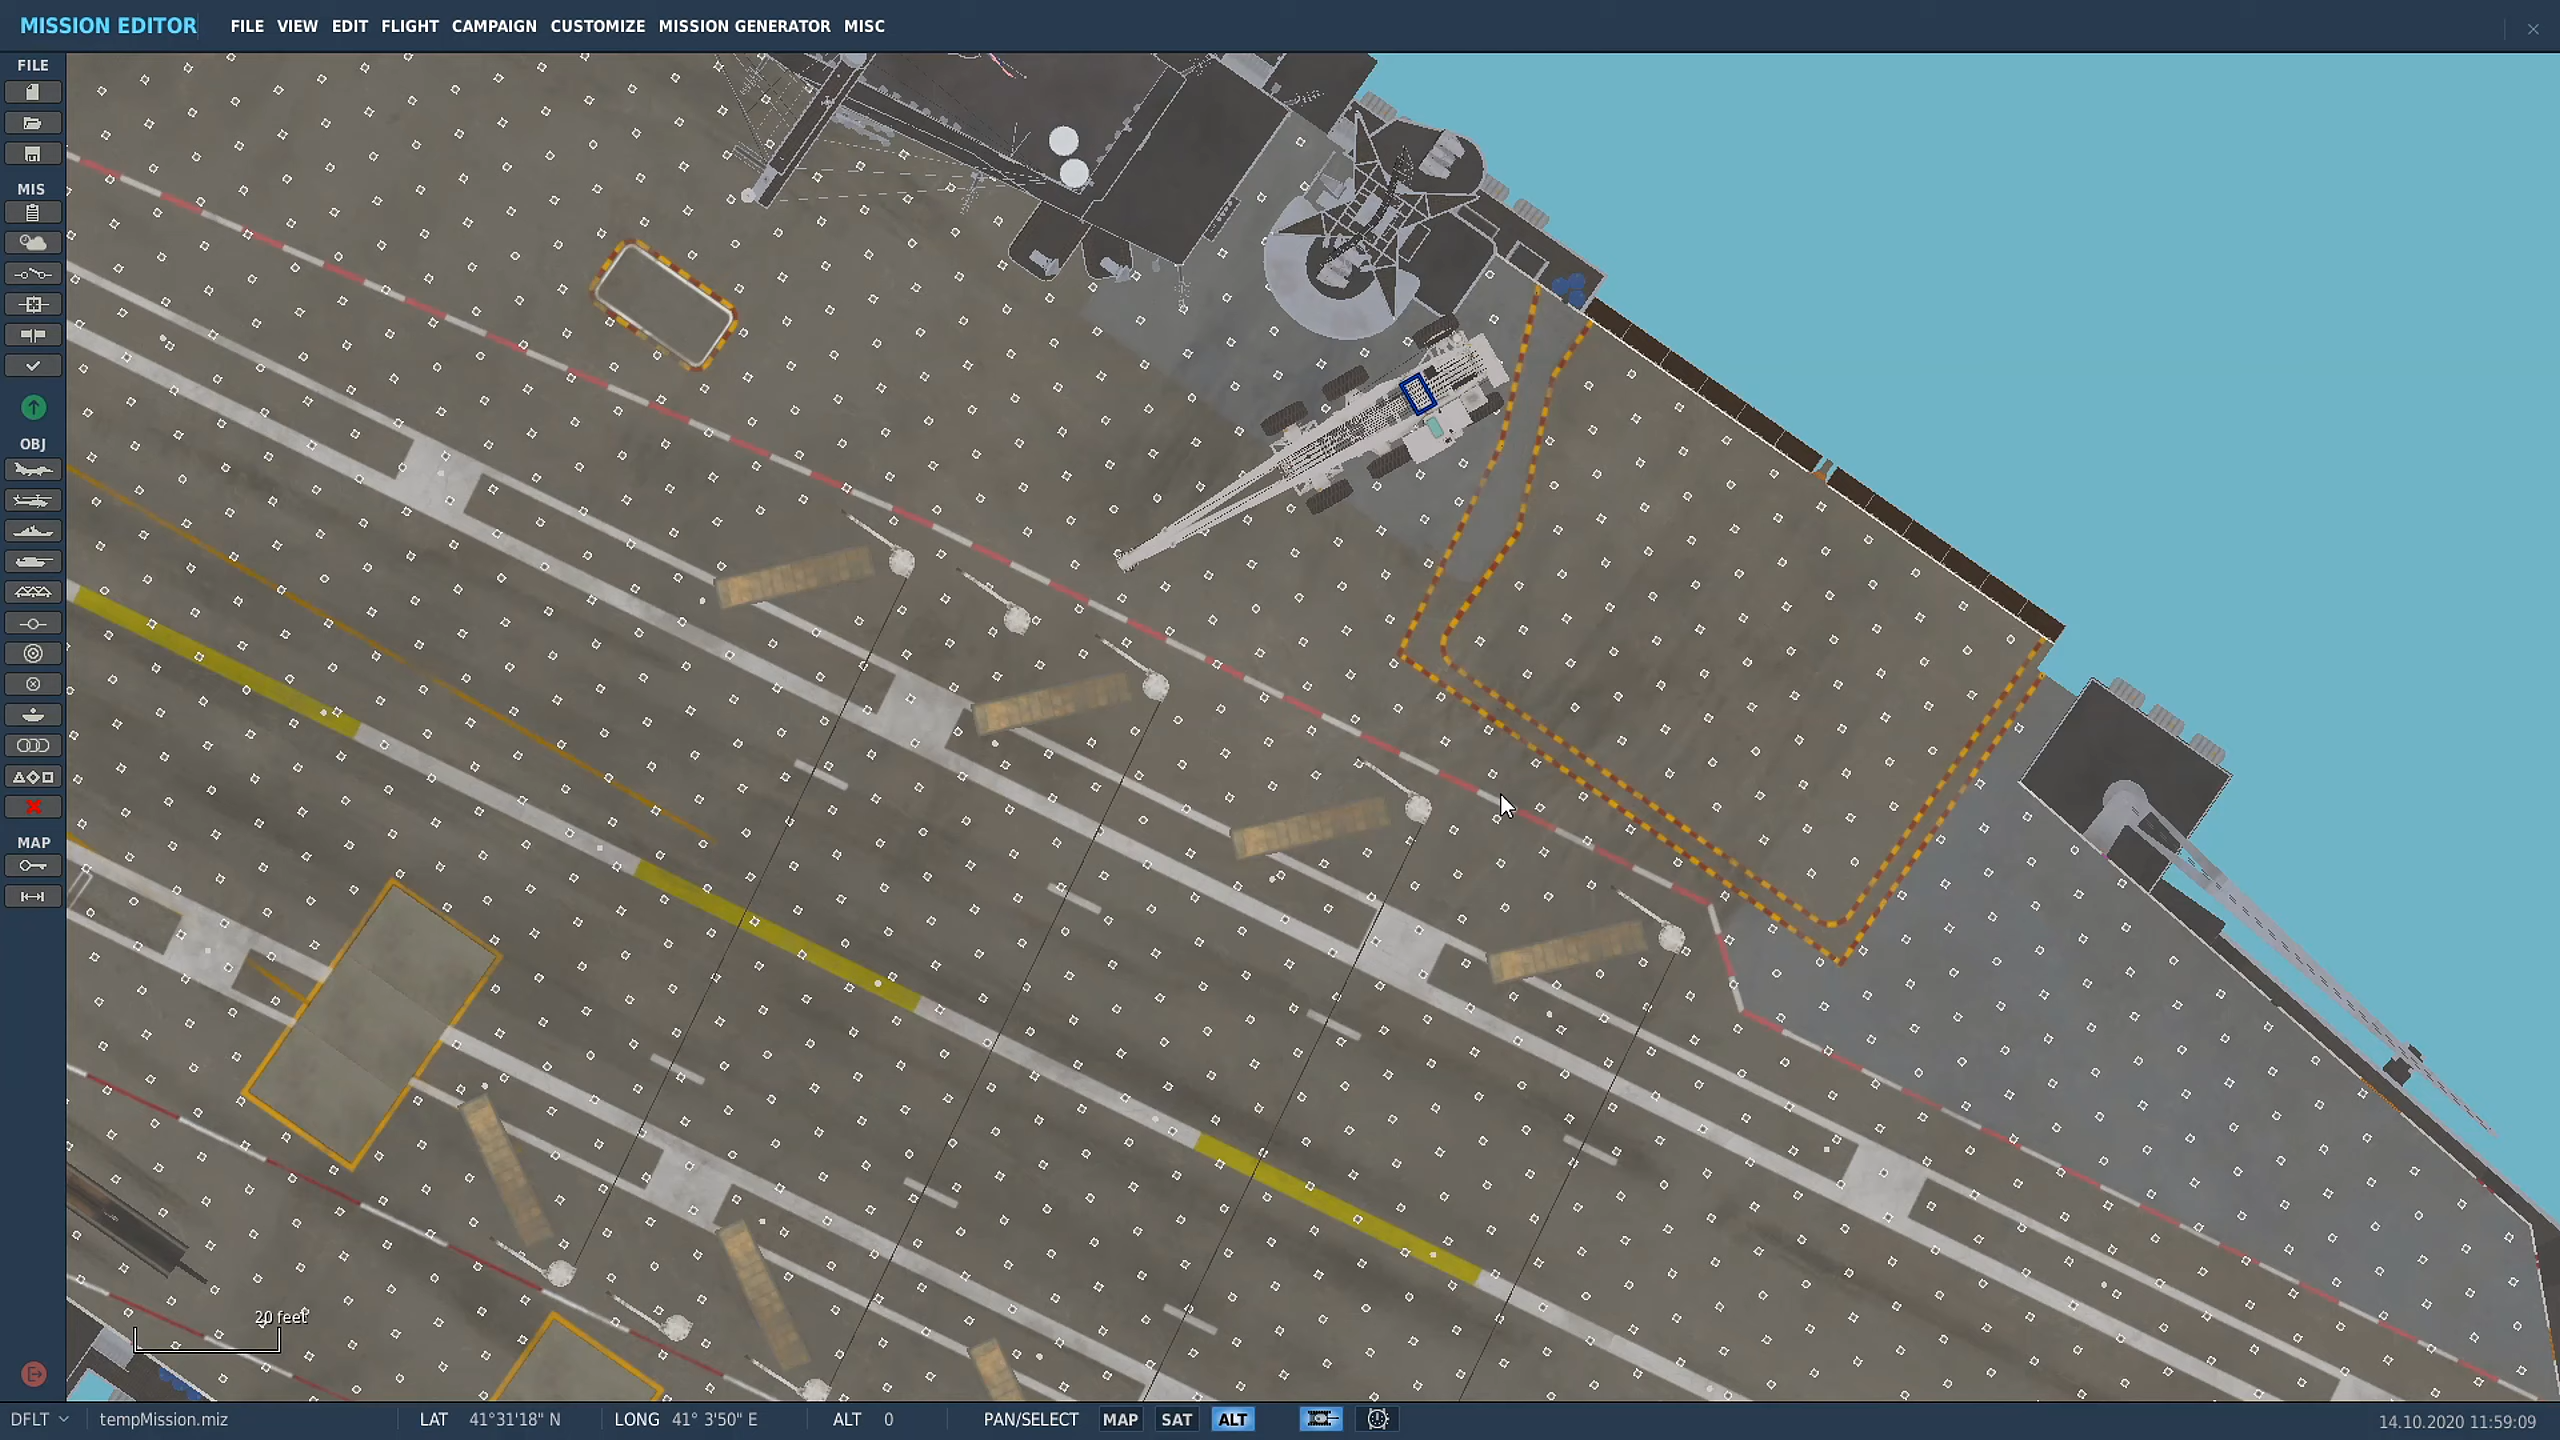 MISSION EDITOR FILE VIEW EDIT FLIGHT CAMPAIGN CUSTOMIZE MISSION GENERATOR MISC
FILE
MIS
OBJ
MAP
20 feet
DFLT tempMission.miz LAT 41°31'18" N LONG 41° 3'50" E ALT 0 PAN/SELECT MAP SAT ALT 14.10.2020 11:59:09